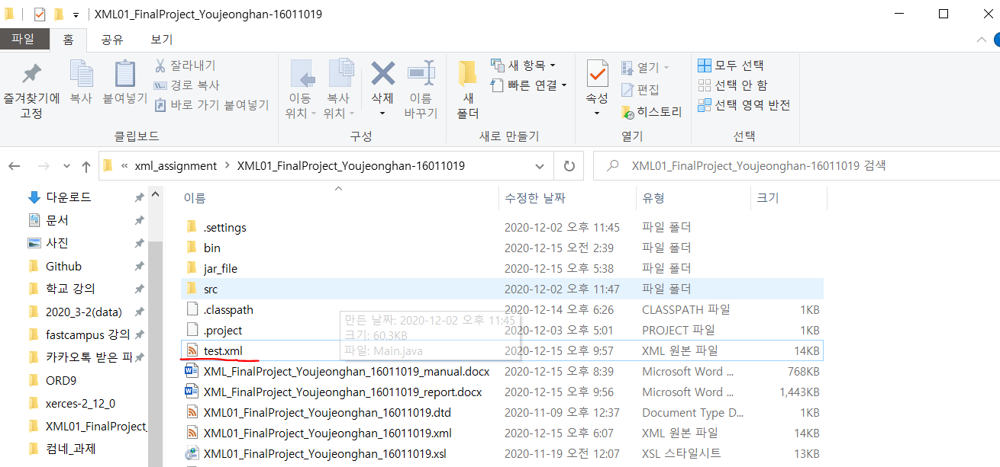 XML01_FinalProject_Youjeonghan-16011019
파일 홈 공유 보기
즐겨찾기에 고정
복사
붙여넣기
잘라내기
경로 복사
바로 가기 붙여넣기
클립보드
이동 위치
복사 위치
삭제
이름 바꾸기
구성
새 폴더
새 항목
빠른 연결
새로 만들기
속성
열기
편집
히스토리
열기
모두 선택
선택 안 함
선택 영역 반전
선택
« xml_assignment > XML01_FinalProject_Youjeonghan-16011019
XML01_FinalProject_Youjeonghan-16011019 검색
다운로드
문서
사진
Github
학교 강의
2020_3-2(data)
fastcampus 강의
카카오톡 받은 파
ORD9
xerces-2_12_0
XML01_FinalProject_
컴네_과제
이름 수정한 날짜 유형 크기
.settings 2020-12-02 오후 11:45 파일 폴더
bin 2020-12-15 오전 2:39 파일 폴더
jar_file 2020-12-15 오후 5:38 파일 폴더
src 2020-12-02 오후 11:47 파일 폴더
.classpath 2020-12-14 오후 6:26 CLASSPATH 파일 1KB
.project 2020-12-03 오후 5:01 PROJECT 파일 1KB
test.xml 2020-12-15 오후 9:57 XML 원본 파일 14KB
XML_FinalProject_Youjeonghan_16011019_manual.docx 2020-12-15 오후 8:39 Microsoft Word ... 768KB
XML_FinalProject_Youjeonghan_16011019_report.docx 2020-12-15 오후 9:56 Microsoft Word ... 1,443KB
XML01_FinalProject_Youjeonghan_16011019.dtd 2020-11-09 오후 12:37 Document Type D... 1KB
XML01_FinalProject_Youjeonghan_16011019.xml 2020-12-15 오후 6:07 XML 원본 파일 14KB
XML01_FinalProject_Youjeonghan_16011019.xsl 2020-11-19 오전 12:07 XSL 스타일시트 13KB
만든 날짜: 2020-12-02 오후 11:45
크기: 60.3KB
파일: Main.java